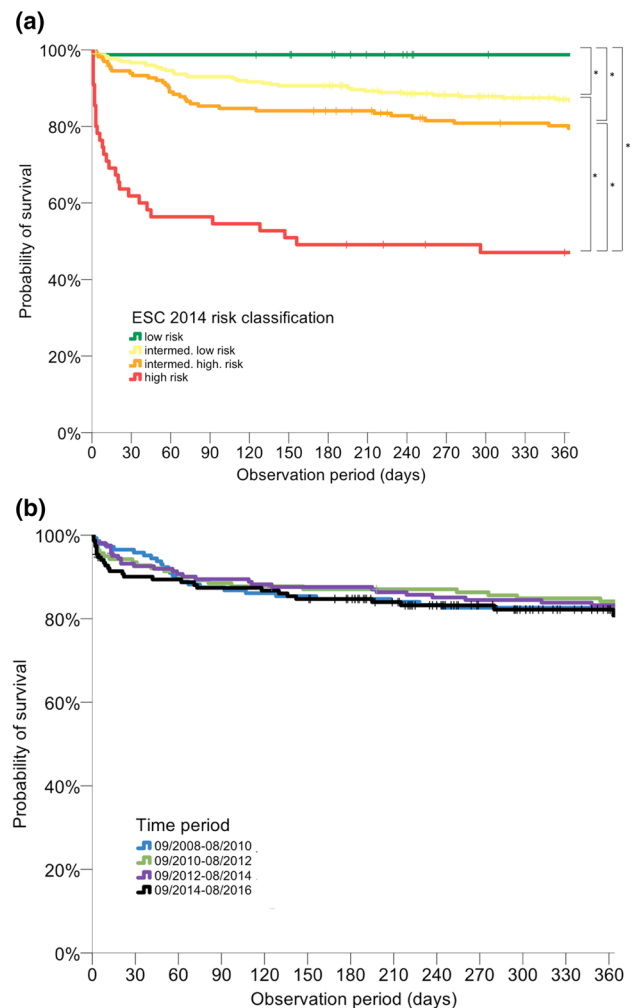 (a)
100%
80%
60%
40%
20%
0%
Probability of survival
ESC 2014 risk classification
low risk
intermed. low risk
intermed. high. risk
high risk
0 30 60 90 120 150 180 210 240 270 300 330 360
Observation period (days)
* * * * *
(b)
100%
80%
60%
40%
20%
0%
Probability of survival
Time period
09/2008-08/2010
09/2010-08/2012
09/2012-08/2014
09/2014-08/2016
0 30 60 90 120 150 180 210 240 270 300 330 360
Observation period (days)